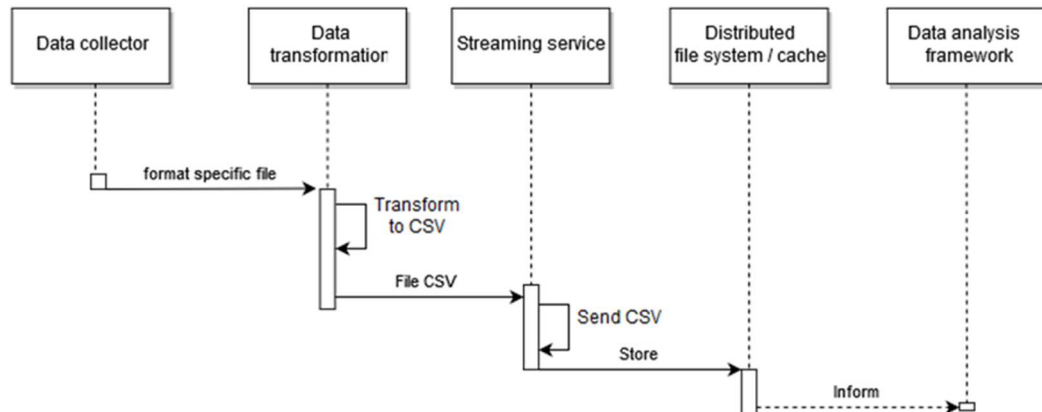 Data collector
Data
transformation
Streaming service
Distributed
file system / cache
Data analysis
framework
format specific file
Transform
to CSV
File CSV
Send CSV
Store
Inform